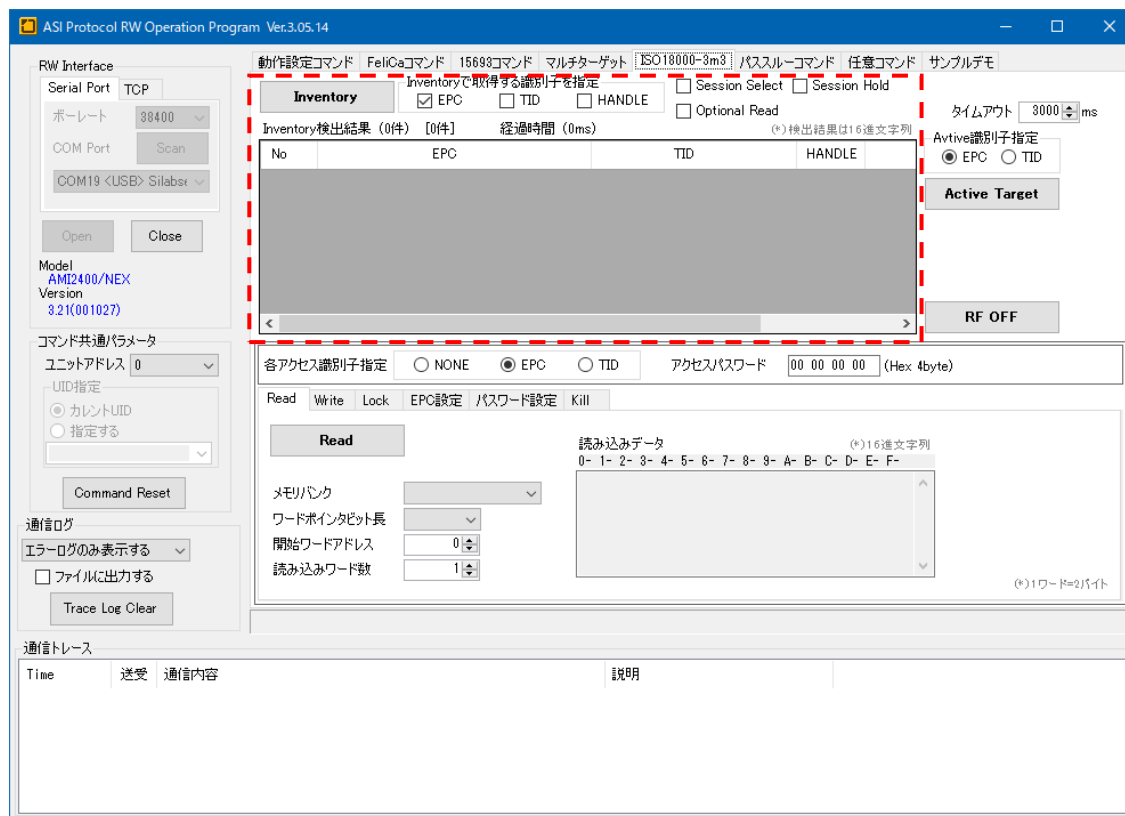 ASI Protocol RW Operation Program Ver.3.05.14
RW Interface
Serial Port TCP
ボーレート 38400
COM Port Scan
COM19 <USB> Silabse
Open Close
Model
AMI2400/NEX
Version
3.21(001027)
コマンド共通パラメータ
ユニットアドレス 0
UID指定
カレントUID
指定する
Command Reset
通信ログ
エラーログのみ表示する
ファイルに出力する
Trace Log Clear
動作設定コマンド FeliCaコマンド 15693コマンド マルチターゲット ISO18000-3m3 パススルーコマンド 任意コマンド サンプルデモ
Inventory
Inventoryで取得する識別子を指定
EPC TID HANDLE
Session Select Session Hold
Optional Read
Inventory検出結果 (0件) [0件] 経過時間 (0ms)
(*)検出結果は16進文字列
No EPC TID HANDLE
タイムアウト 3000 ms
Avtive識別子指定
EPC TID
Active Target
RF OFF
各アクセス識別子指定 NONE EPC TID アクセスパスワード 00 00 00 00 (Hex 4byte)
Read Write Lock EPC設定 パスワード設定 Kill
Read
メモリバンク
ワードポインタビット長
開始ワードアドレス 0
読み込みワード数 1
読み込みデータ (*)16進文字列
0- 1- 2- 3- 4- 5- 6- 7- 8- 9- A- B- C- D- E- F-
(*)1ワード=2バイト
通信トレース
Time 送受 通信内容 説明